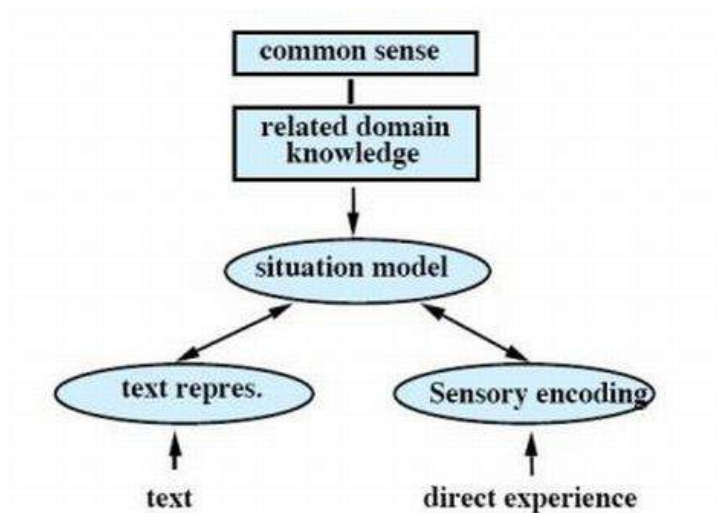 common sense
related domain
knowledge
situation model
text repres.
Sensory encoding
text
direct experience